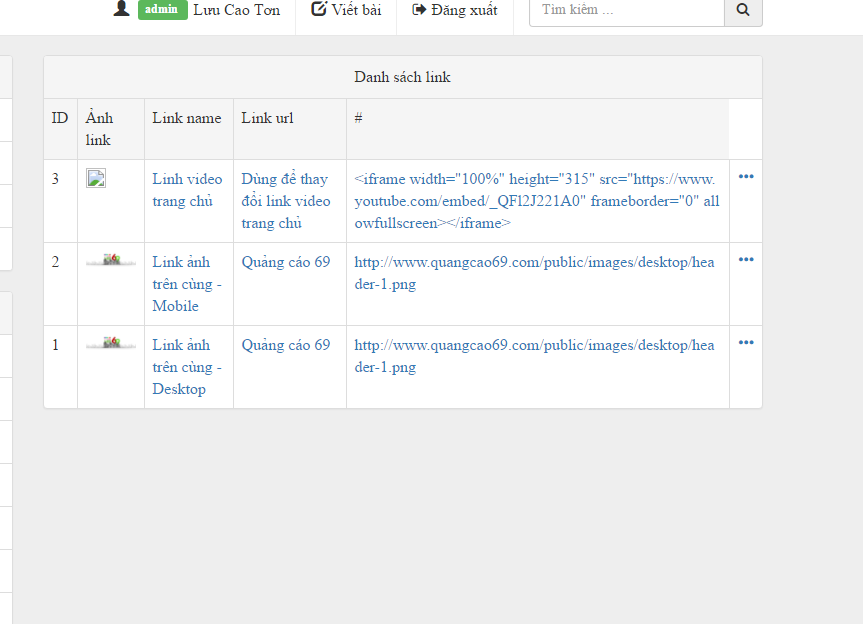 admin Lưu Cao Tơn Viết bài Đăng xuất Tìm kiếm ...
Danh sách link
ID Ảnh link Link name Link url #
3 Linh video trang chủ Dùng để thay đổi link video trang chủ <iframe width="100%" height="315" src="https://www.youtube.com/embed/_QFl2J221A0" frameborder="0" allowfullscreen></iframe>
2 Link ảnh trên cùng - Mobile Quảng cáo 69 http://www.quangcao69.com/public/images/desktop/header-1.png
1 Link ảnh trên cùng - Desktop Quảng cáo 69 http://www.quangcao69.com/public/images/desktop/header-1.png